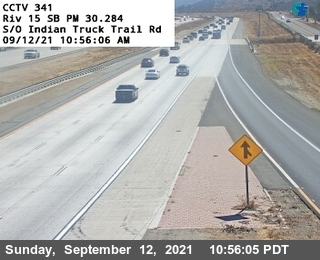 CCTV 341
Riv 15 SB PM 30.284
S/O Indian Truck Trail Rd
09/12/21 10:56:06 AM
Sunday, September 12, 2021 10:56:05 PDT